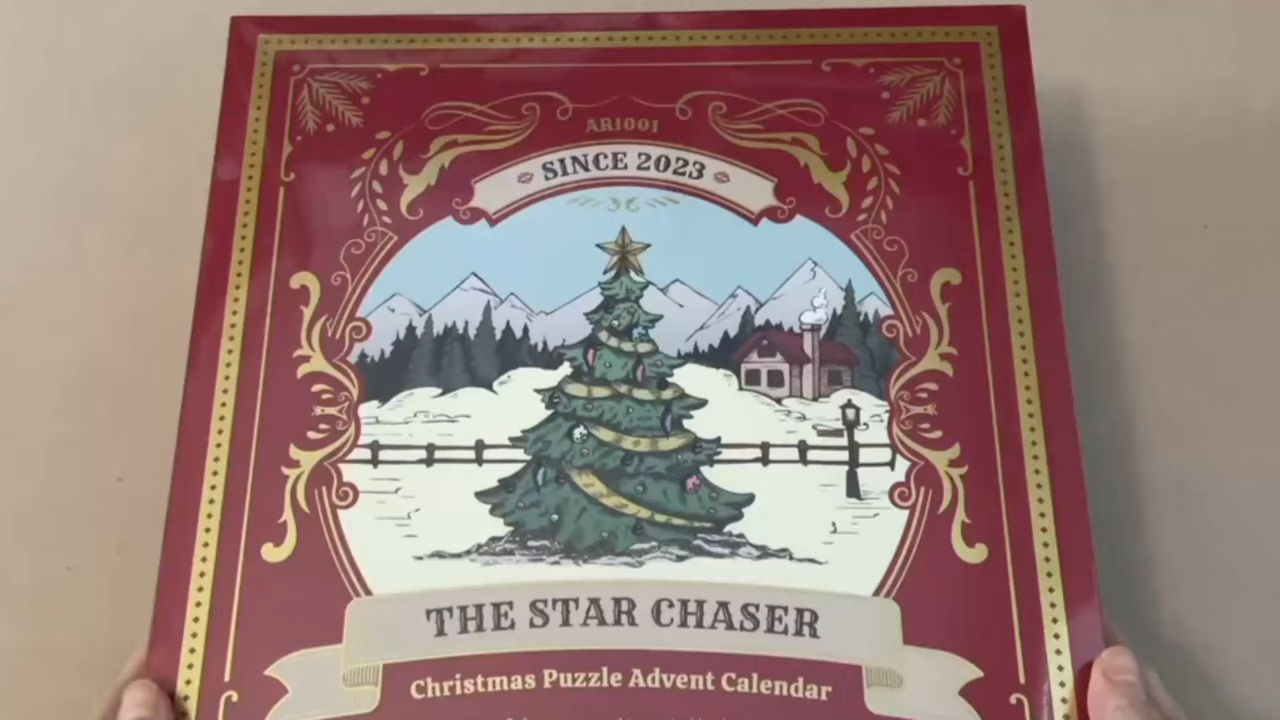 AR1001
SINCE 2023
THE STAR CHASER
Christmas Puzzle Advent Calendar